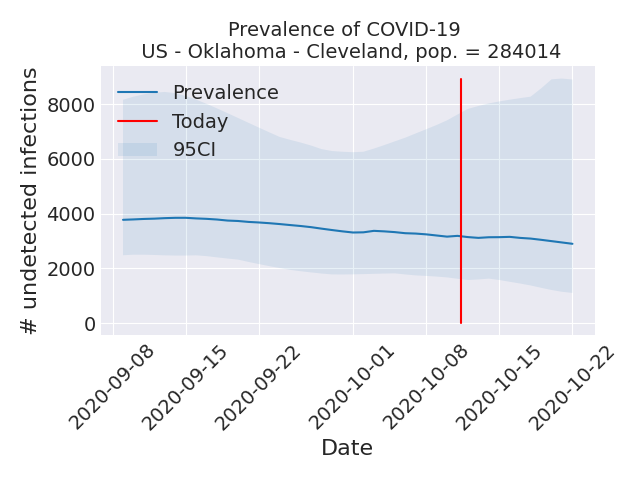 Prevalence of COVID-19
US - Oklahoma - Cleveland, pop. = 284014
# undetected infections
8000
6000
4000
2000
0
Prevalence
Today
95CI
2020-09-08
2020-09-15
2020-09-22
2020-10-01
2020-10-08
2020-10-15
2020-10-22
Date